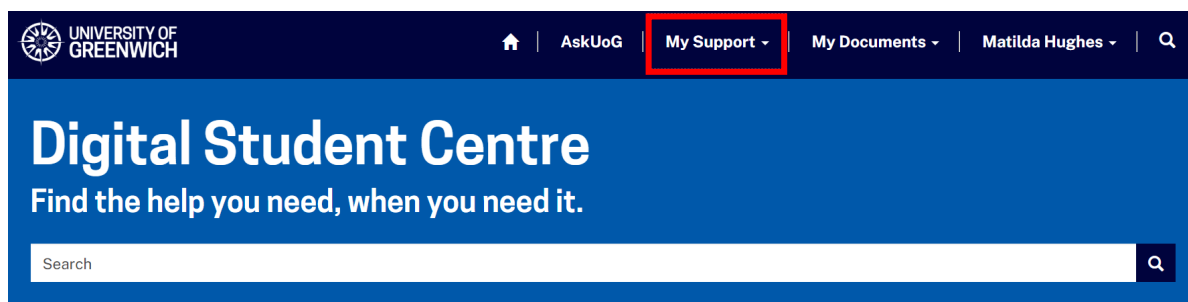 UNIVERSITY OF
GREENWICH
AskUoG
My Support
My Documents
Matilda Hughes
Digital Student Centre
Find the help you need, when you need it.
Search